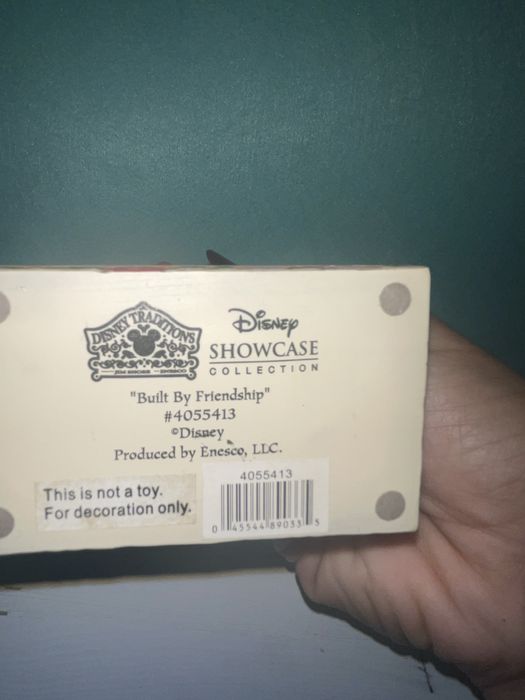 DISNEY TRADITIONS
JIM SHORE ENESCO
Disney
SHOWCASE
COLLECTION
"Built By Friendship"
#4055413
©Disney
Produced by Enesco, LLC.
This is not a toy.
For decoration only.
4055413
0 45544 89033 5